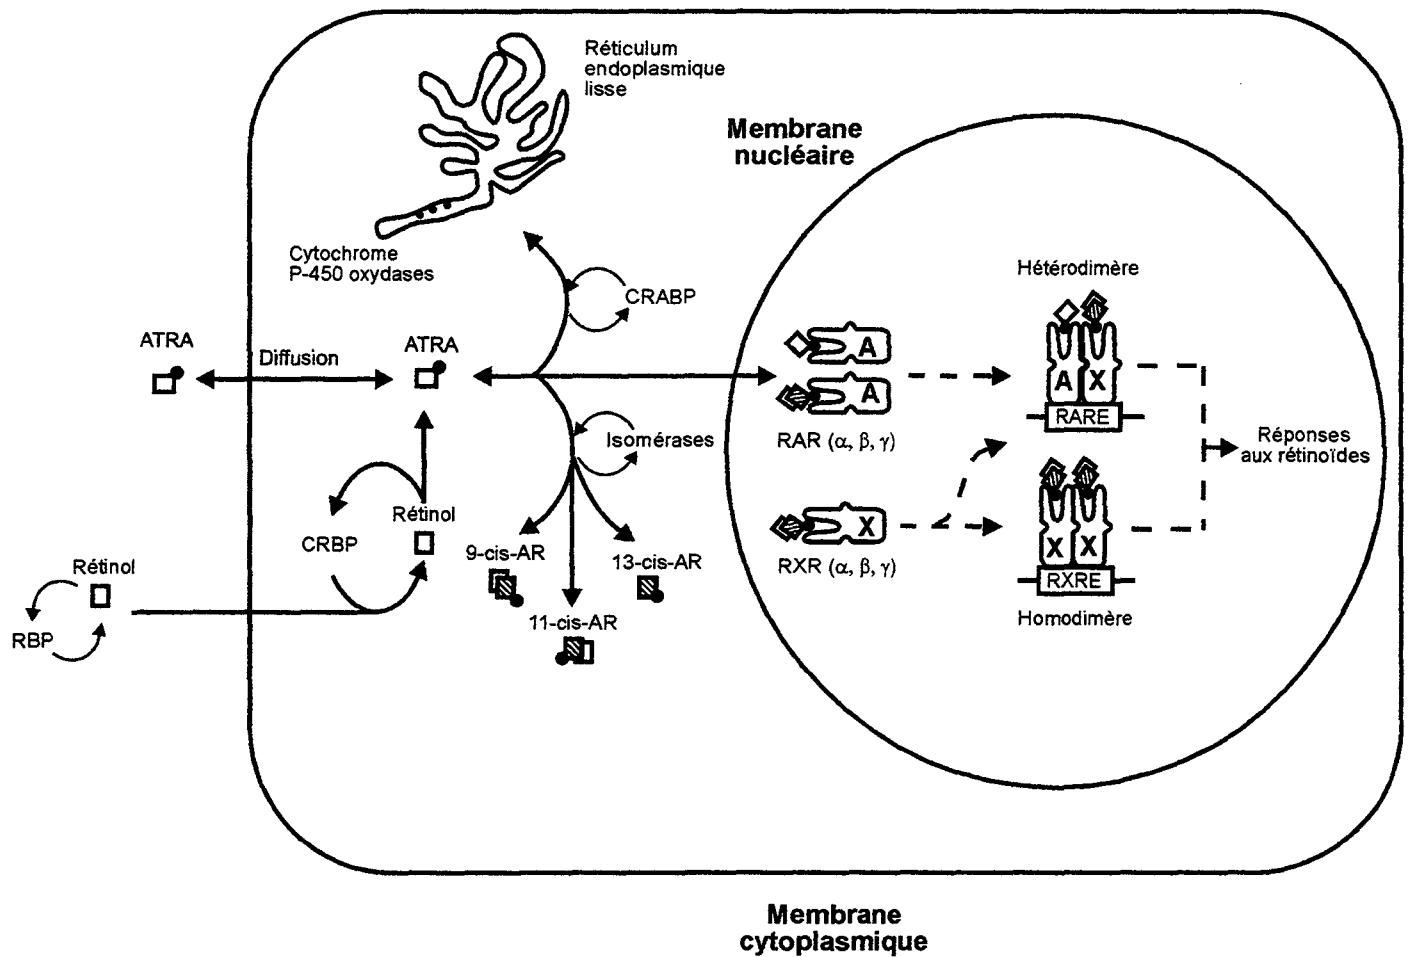 Réticulum
endoplasmique
lisse
Membrane
nucléaire
Cytochrome
P-450 oxydases
Hétérodimère
CRABP
ATRA
Diffusion
ATRA
A
A
RAR (α, β, γ)
A X
RARE
Isomérases
Réponses
aux rétinoïdes
Rétinol
CRBP
9-cis-AR
13-cis-AR
X
RXR (α, β, γ)
X X
RXRE
Rétinol
RBP
11-cis-AR
Homodimère
Membrane
cytoplasmique